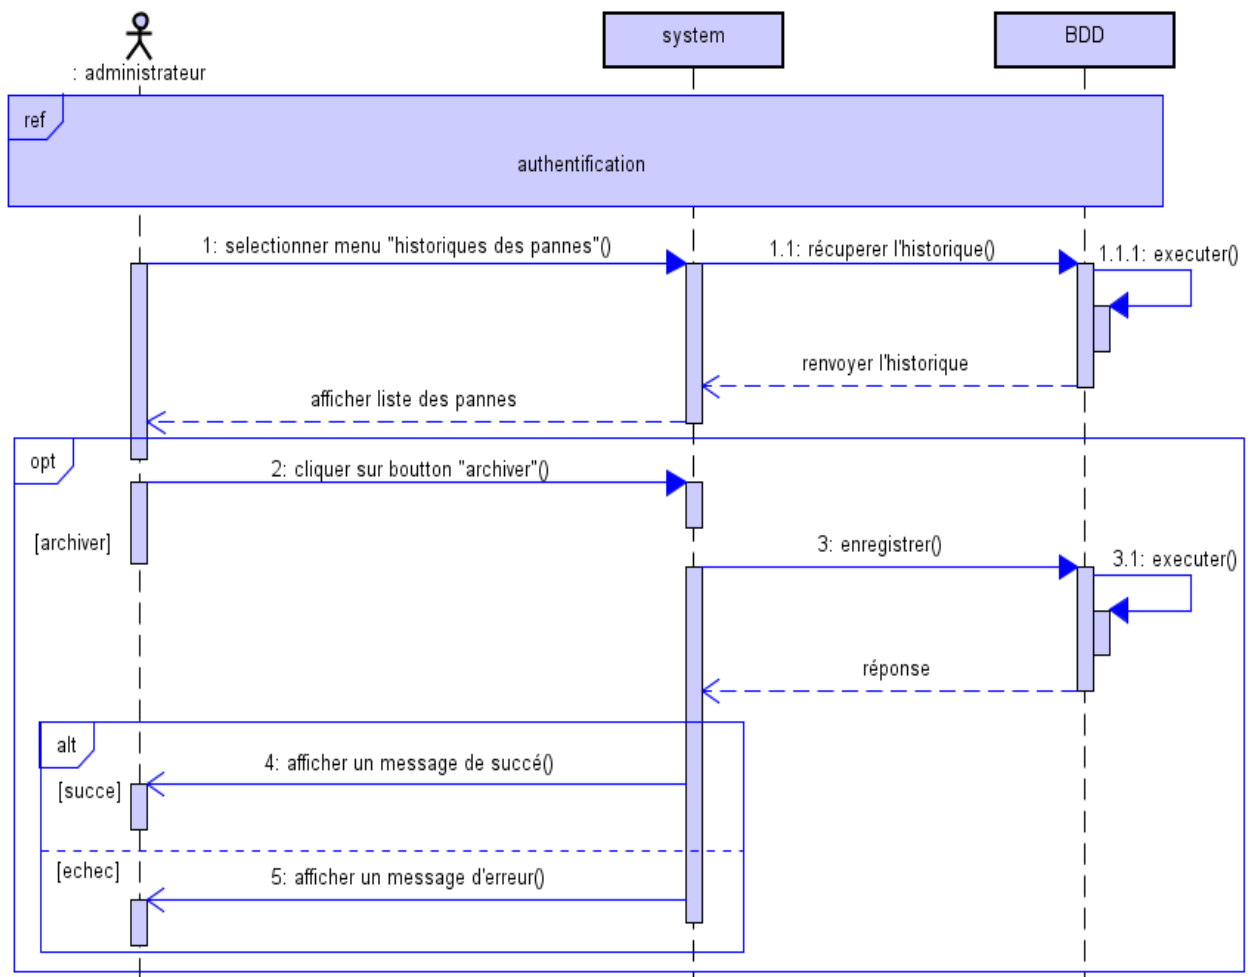 system
BDD
: administrateur
ref
authentification
1: selectionner menu "historiques des pannes"()
1.1: récuperer l'historique()
1.1.1: executer()
renvoyer l'historique
afficher liste des pannes
opt
2: cliquer sur boutton "archiver"()
[archiver]
3: enregistrer()
3.1: executer()
réponse
alt
4: afficher un message de succé()
[succe]
[echec]
5: afficher un message d'erreur()